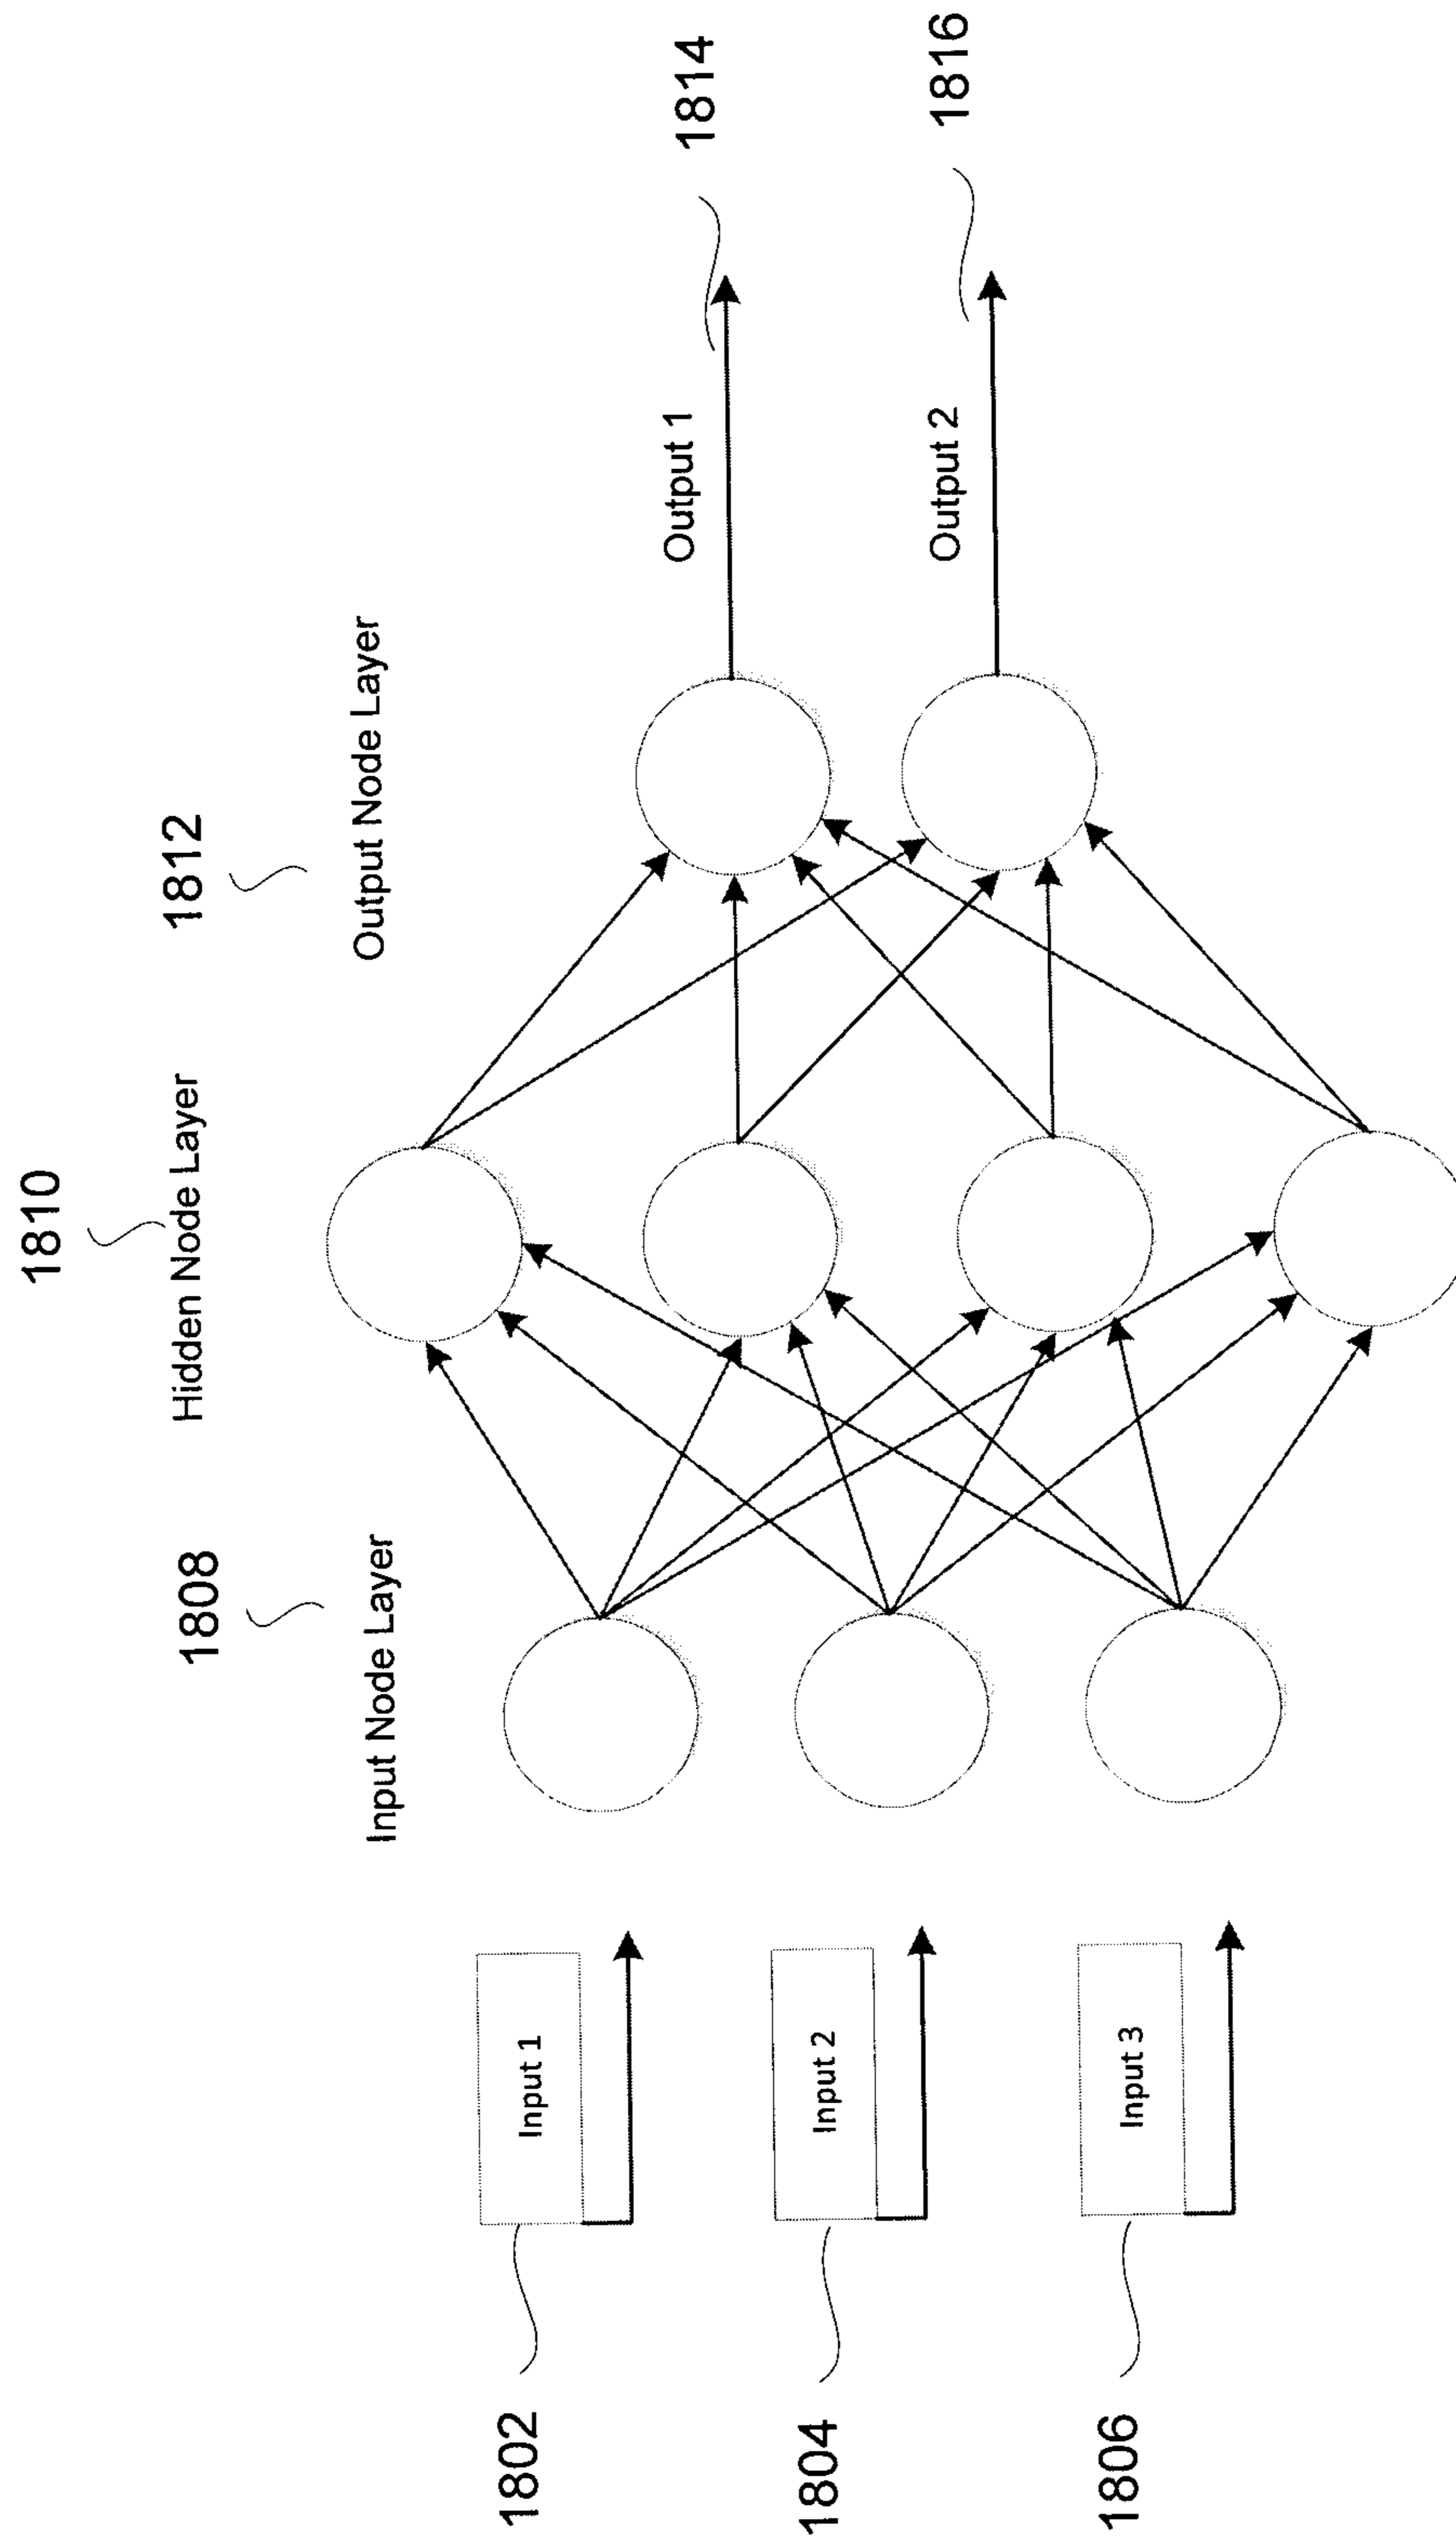 1810
Hidden Node Layer
1808
1812
Input Node Layer
Output Node Layer
1802
Input 1
Output 1
1814
1804
Input 2
Output 2
1816
1806
Input 3